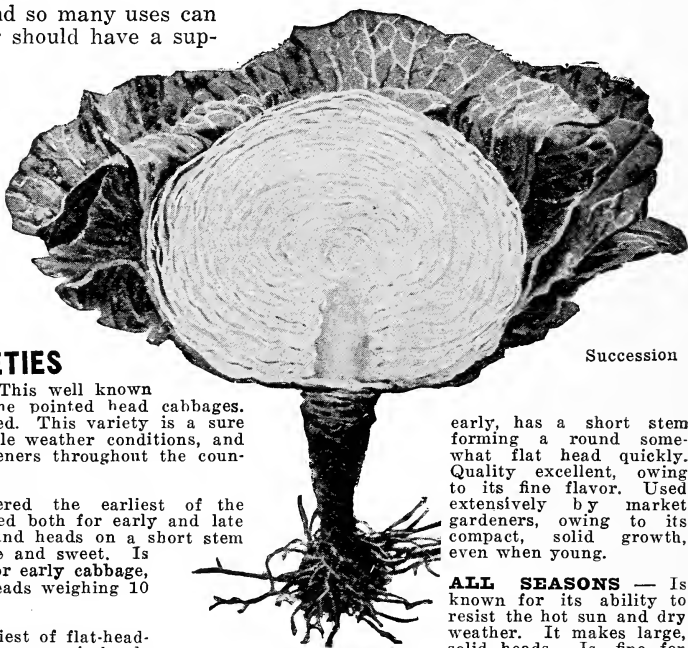 nd so many uses can
r should have a sup-
ETIES
This well known
he pointed head cabbages.
ed. This variety is a sure
le weather conditions, and
eners throughout the coun-
ered the earliest of the
ed both for early and late
and heads on a short stem
e and sweet. Is
or early cabbage,
eads weighing 10
iest of flat-head-
Succession
early, has a short stem
forming a round some-
what flat head quickly.
Quality excellent, owing
to its fine flavor. Used
extensively by market
gardeners, owing to its
compact, solid growth,
even when young.
ALL SEASONS — Is
known for its ability to
resist the hot sun and dry
weather. It makes large,
solid heads. Is fine for